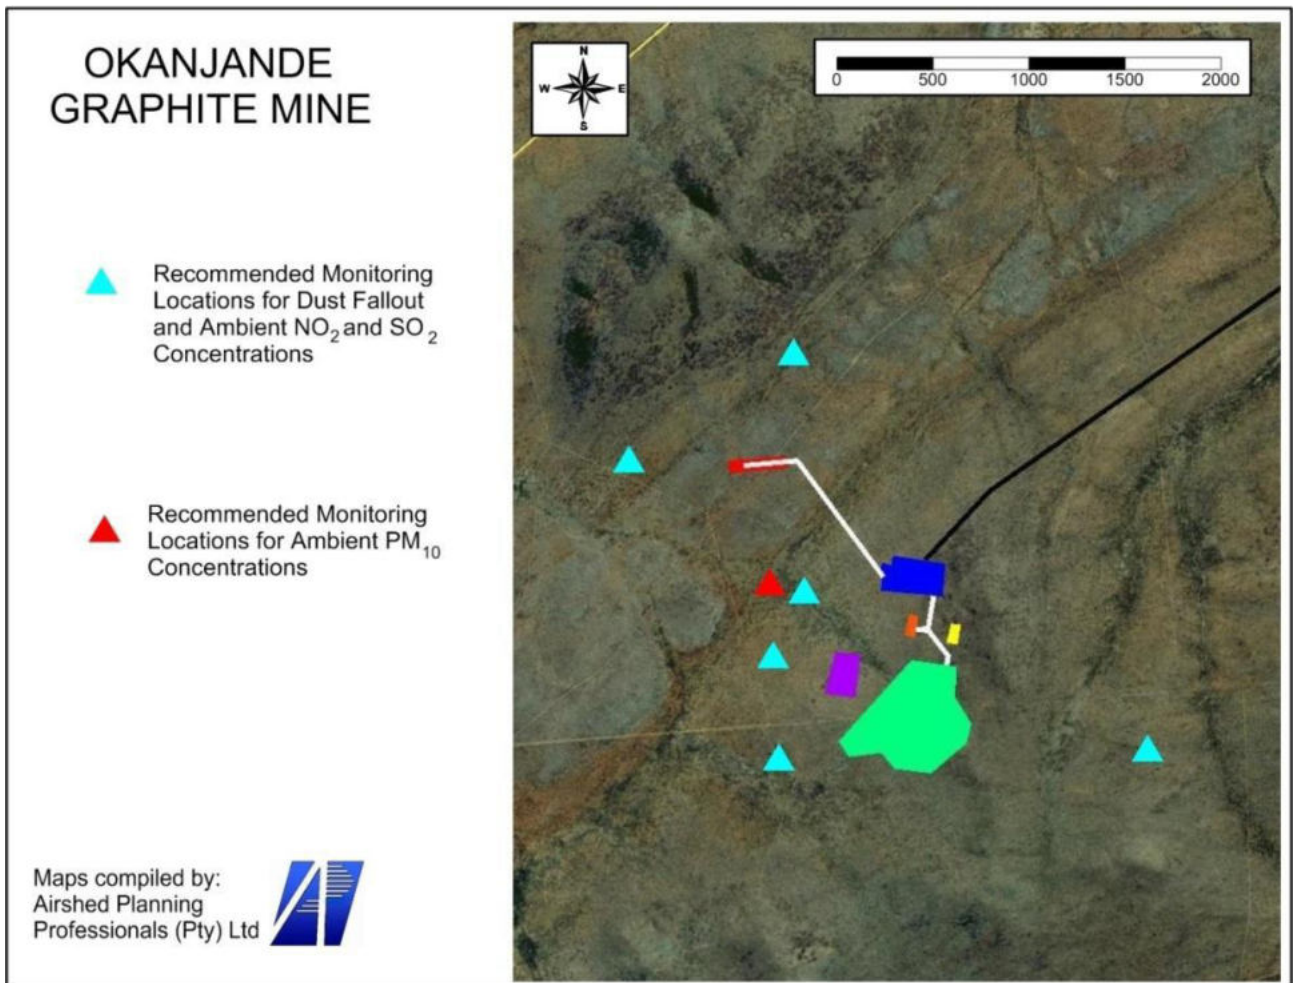 OKANJANDE
GRAPHITE MINE
Recommended Monitoring
Locations for Dust Fallout
and Ambient NO₂ and SO₂
Concentrations
Recommended Monitoring
Locations for Ambient PM₁₀
Concentrations
Maps compiled by:
Airshed Planning
Professionals (Pty) Ltd
N
W E
S
0 500 1000 1500 2000